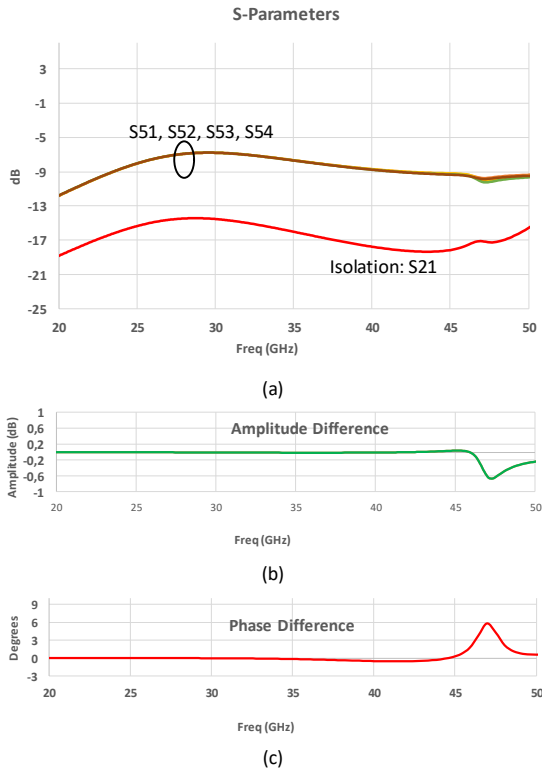 S-Parameters
3
-1
-5
S51, S52, S53, S54
-9
dB
-13
-17
Isolation: S21
-21
-25
20 25 30 35 40 45 50
Freq (GHz)
(a)
1
0,6
Amplitude Difference
0,2
-0,2
-0,6
-1
Amplitude (dB)
20 25 30 35 40 45 50
Freq (GHz)
(b)
9
6
Phase Difference
3
0
-3
Degrees
20 25 30 35 40 45 50
Freq (GHz)
(c)